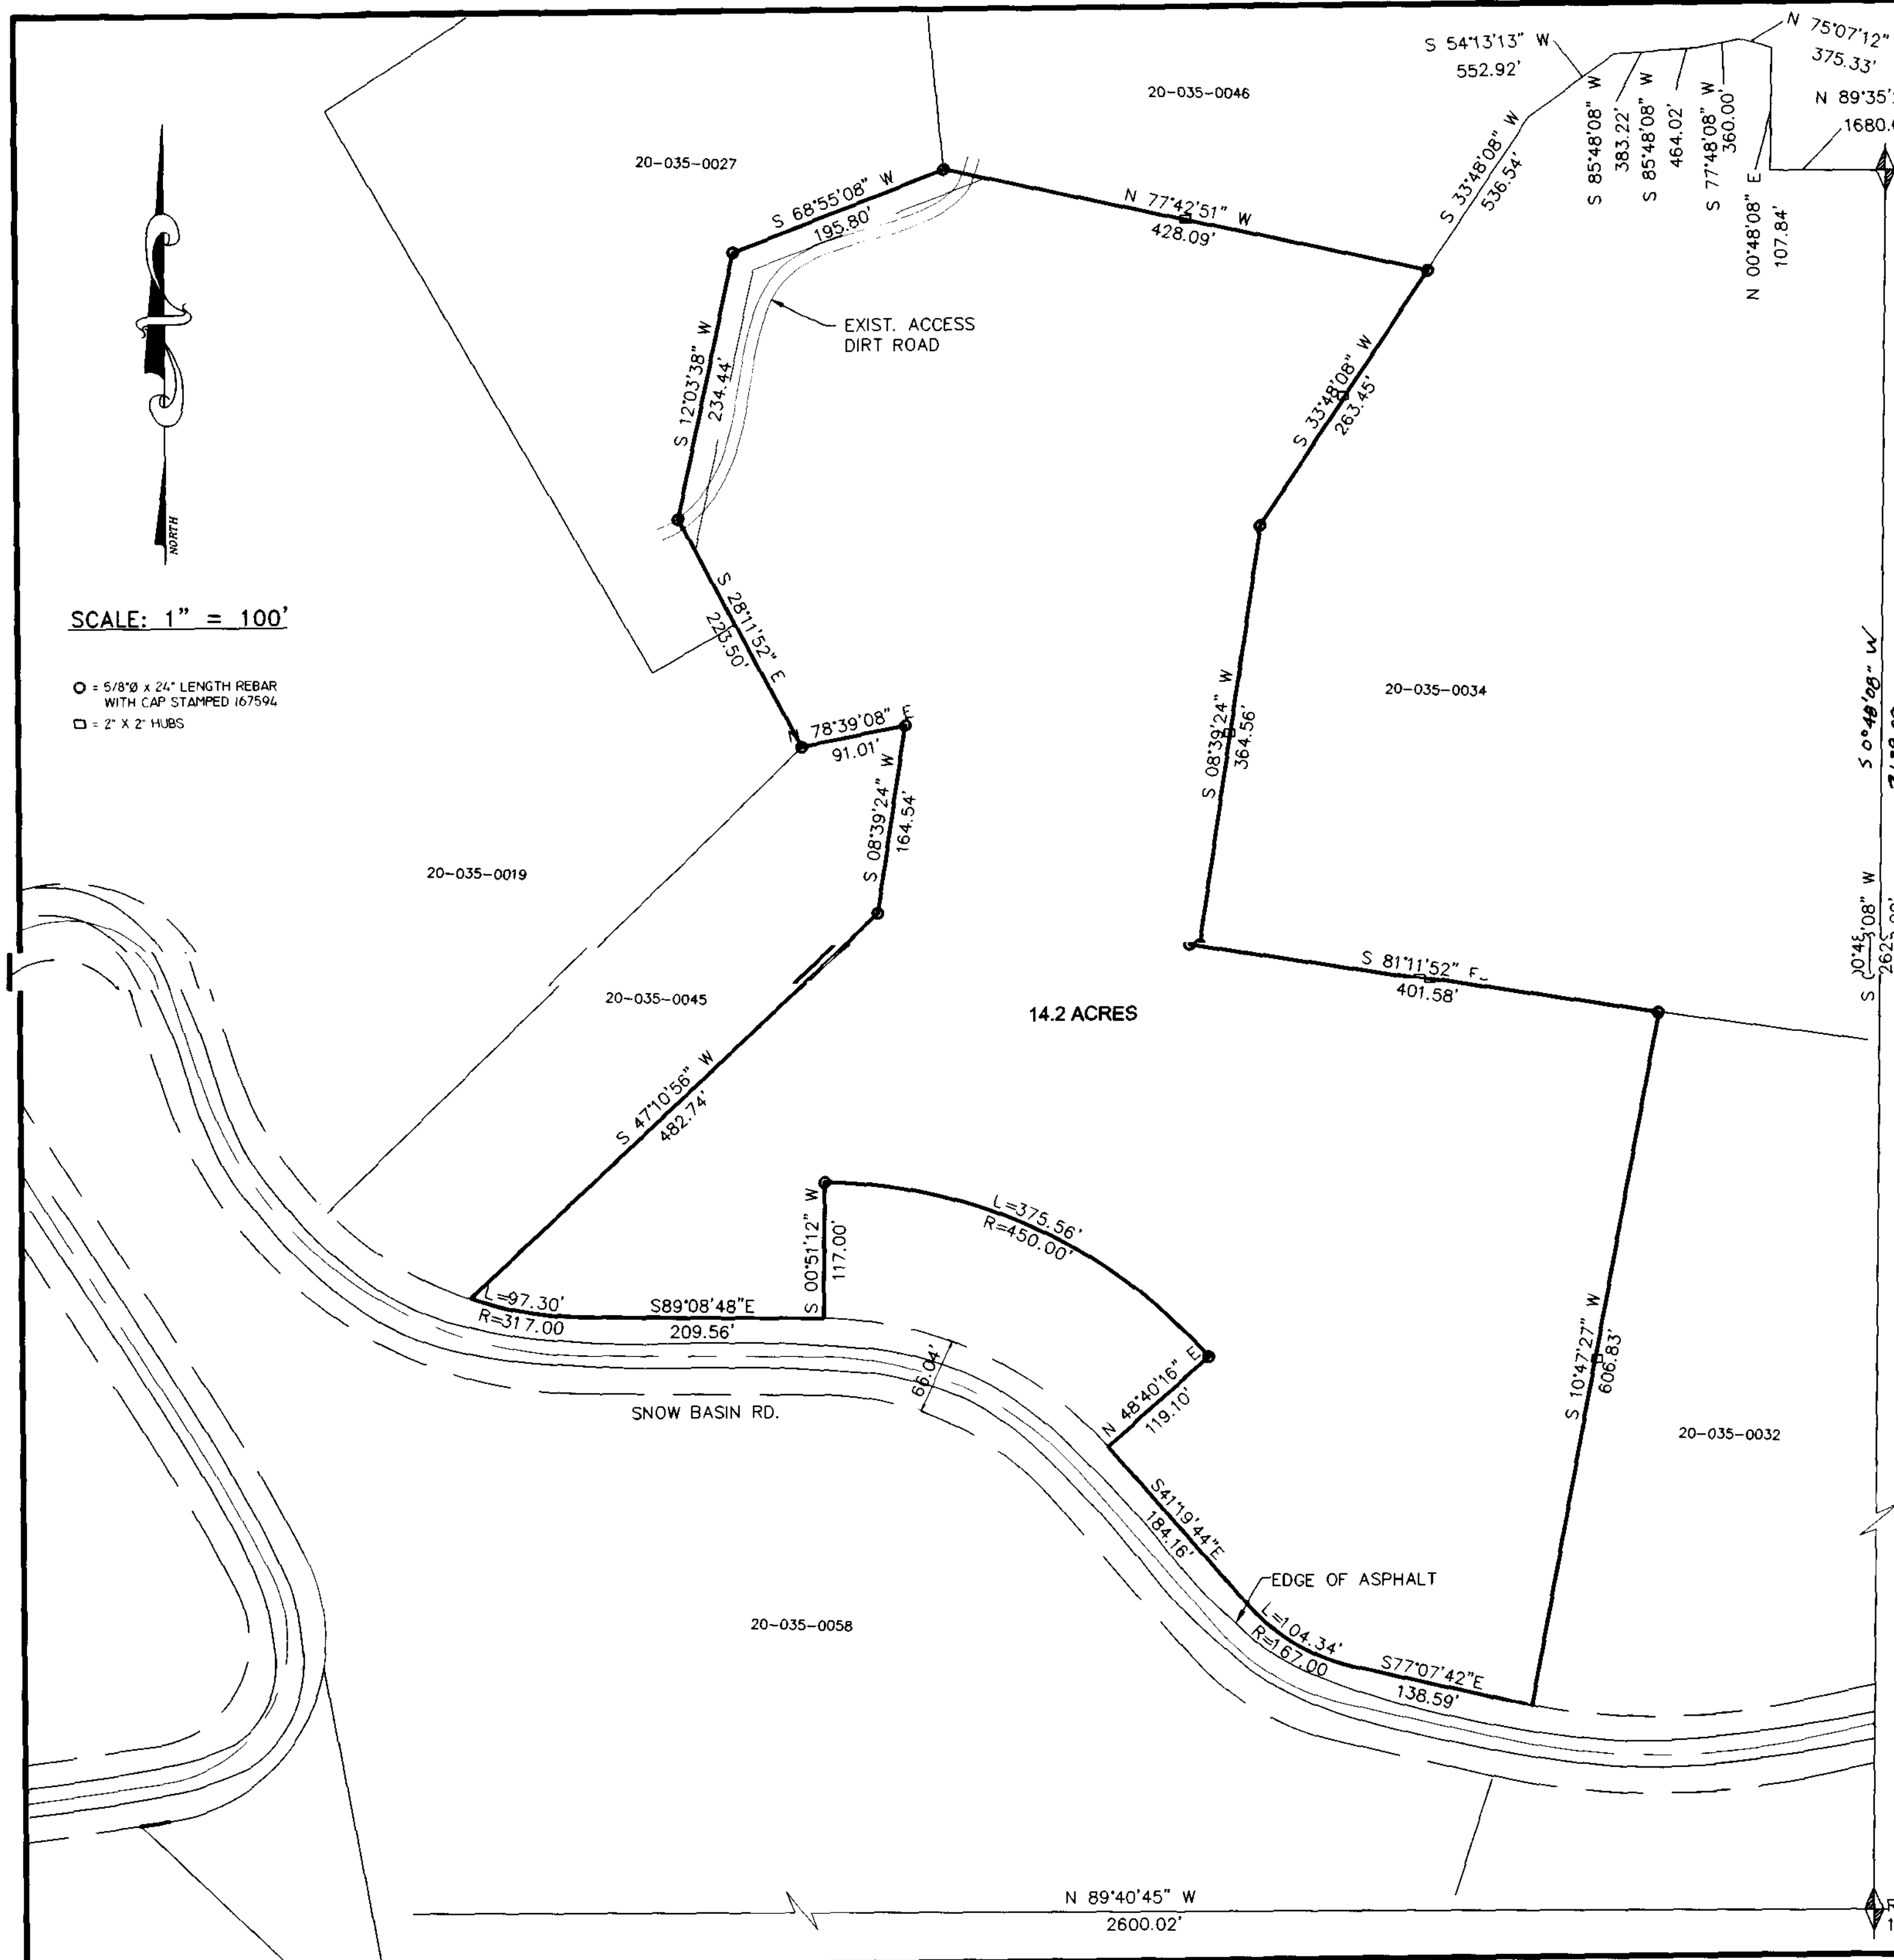 N 75°07'12"
375.33'
S 54°13'13" W
552.92'
20-035-0046
N 89°35'
1680.
S 85°48'08" W
383.22'
S 85°48'08" W
464.02'
S 77°48'08" W
360.00'
N 00°48'08" E
107.84'
S 33°48'08" W
536.54'
20-035-0027
S 68°55'08" W
195.80'
N 77°42'51" W
428.09'
EXIST. ACCESS
DIRT ROAD
S 12°03'38" W
234.44'
S 33°48'08" W
263.45'
NORTH
SCALE: 1" = 100'
= 5/8"Ø x 24" LENGTH REBAR
WITH CAP STAMPED 167594
= 2" X 2" HUBS
S 28°11'52" E
223.50'
N 78°39'08" E
91.01'
S 08°39'24" W
164.54'
S 08°39'24" W
364.56'
20-035-0034
S 0°48'08" W
20-035-0019
20-035-0045
S 81°11'52" E
401.58'
14.2 ACRES
S 47°10'56" W
482.74'
S 00°51'12" W
117.00'
L=375.56'
R=450.00'
L=97.30'
R=317.00
S89°08'48"E
209.56'
66.04'
SNOW BASIN RD.
N 48°40'16" E
119.10'
S 10°47'27" W
606.83'
20-035-0032
S41°19'44"E
184.16'
EDGE OF ASPHALT
L=104.34'
R=167.00
S77°07'42"E
138.59'
20-035-0058
N 89°40'45" W
2600.02'